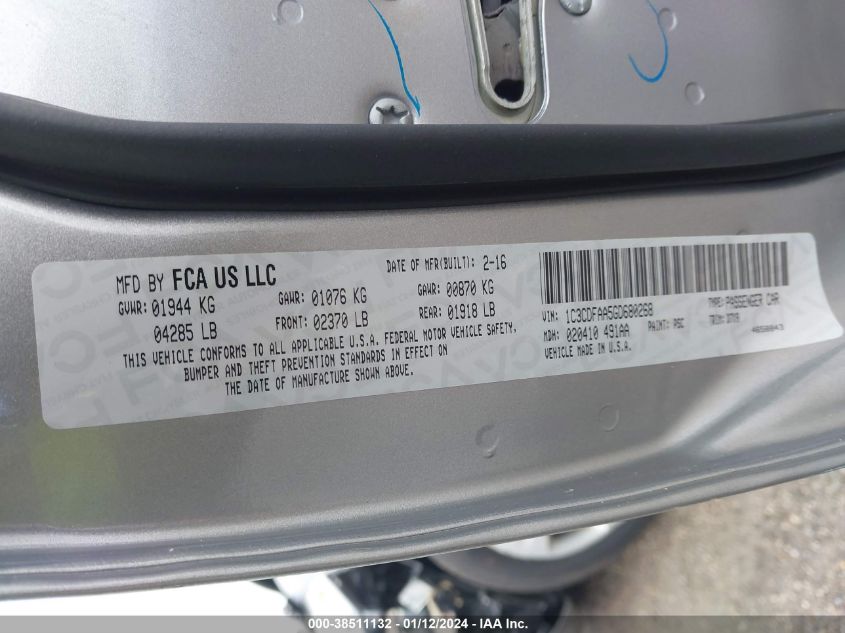 MFD BY FCA US LLC
DATE OF MFR(BUILT): 2-16
GVWR: 01944 KG
GAWR: 01076 KG
GAWR: 00870 KG
04285 LB
FRONT: 02370 LB
REAR: 01918 LB
THIS VEHICLE CONFORMS TO ALL APPLICABLE U.S.A. FEDERAL MOTOR VEHICLE SAFETY,
BUMPER AND THEFT PREVENTION STANDARDS IN EFFECT ON
THE DATE OF MANUFACTURE SHOWN ABOVE.
VIN: 1C3CDFAA5GD680268
TYPE: PASSENGER CAR
MDH: 020410 491AA
PAINT: PSC
TRIM:
VEHICLE MADE IN U.S.A.
000-38511132 - 01/12/2024 - IAA Inc.